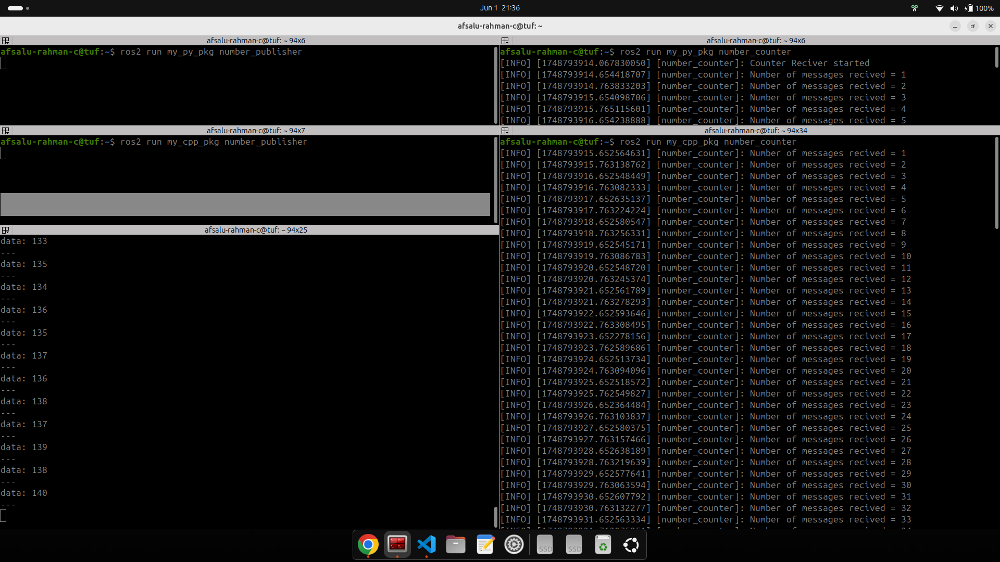 Jun 1 21:36
100%
afsalu-rahman-c@tuf: ~
afsalu-rahman-c@tuf: ~ 94x6
afsalu-rahman-c@tuf:~$ ros2 run my_py_pkg number_publisher
afsalu-rahman-c@tuf: ~ 94x7
afsalu-rahman-c@tuf:~$ ros2 run my_cpp_pkg number_publisher
afsalu-rahman-c@tuf: ~ 94x25
data: 133
---
data: 135
---
data: 134
---
data: 136
---
data: 135
---
data: 137
---
data: 136
---
data: 138
---
data: 137
---
data: 139
---
data: 138
---
data: 140
---
afsalu-rahman-c@tuf: ~ 94x6
afsalu-rahman-c@tuf:~$ ros2 run my_py_pkg number_counter
[INFO] [1748793914.067830050] [number_counter]: Counter Reciver started
[INFO] [1748793914.654418707] [number_counter]: Number of messages recived = 1
[INFO] [1748793914.763833203] [number_counter]: Number of messages recived = 2
[INFO] [1748793915.654098706] [number_counter]: Number of messages recived = 3
[INFO] [1748793915.765115601] [number_counter]: Number of messages recived = 4
[INFO] [1748793916.654238888] [number_counter]: Number of messages recived = 5
afsalu-rahman-c@tuf: ~ 94x34
afsalu-rahman-c@tuf:~$ ros2 run my_cpp_pkg number_counter
[INFO] [1748793915.652564631] [number_counter]: Number of messages recived = 1
[INFO] [1748793915.763138762] [number_counter]: Number of messages recived = 2
[INFO] [1748793916.652548449] [number_counter]: Number of messages recived = 3
[INFO] [1748793916.763082333] [number_counter]: Number of messages recived = 4
[INFO] [1748793917.652635137] [number_counter]: Number of messages recived = 5
[INFO] [1748793917.763224224] [number_counter]: Number of messages recived = 6
[INFO] [1748793918.652580547] [number_counter]: Number of messages recived = 7
[INFO] [1748793918.763256331] [number_counter]: Number of messages recived = 8
[INFO] [1748793919.652545171] [number_counter]: Number of messages recived = 9
[INFO] [1748793919.763086783] [number_counter]: Number of messages recived = 10
[INFO] [1748793920.652548720] [number_counter]: Number of messages recived = 11
[INFO] [1748793920.763245374] [number_counter]: Number of messages recived = 12
[INFO] [1748793921.652561789] [number_counter]: Number of messages recived = 13
[INFO] [1748793921.763278293] [number_counter]: Number of messages recived = 14
[INFO] [1748793922.652593646] [number_counter]: Number of messages recived = 15
[INFO] [1748793922.763308495] [number_counter]: Number of messages recived = 16
[INFO] [1748793923.652278156] [number_counter]: Number of messages recived = 17
[INFO] [1748793923.762589686] [number_counter]: Number of messages recived = 18
[INFO] [1748793924.652513734] [number_counter]: Number of messages recived = 19
[INFO] [1748793924.763094096] [number_counter]: Number of messages recived = 20
[INFO] [1748793925.652518572] [number_counter]: Number of messages recived = 21
[INFO] [1748793925.762549827] [number_counter]: Number of messages recived = 22
[INFO] [1748793926.652364484] [number_counter]: Number of messages recived = 23
[INFO] [1748793926.763103837] [number_counter]: Number of messages recived = 24
[INFO] [1748793927.652580375] [number_counter]: Number of messages recived = 25
[INFO] [1748793927.763157466] [number_counter]: Number of messages recived = 26
[INFO] [1748793928.652638189] [number_counter]: Number of messages recived = 27
[INFO] [1748793928.763219639] [number_counter]: Number of messages recived = 28
[INFO] [1748793929.652577641] [number_counter]: Number of messages recived = 29
[INFO] [1748793929.763063594] [number_counter]: Number of messages recived = 30
[INFO] [1748793930.652607792] [number_counter]: Number of messages recived = 31
[INFO] [1748793930.763132277] [number_counter]: Number of messages recived = 32
[INFO] [1748793931.652563334] [number_counter]: Number of messages recived = 33
SSD
SSD